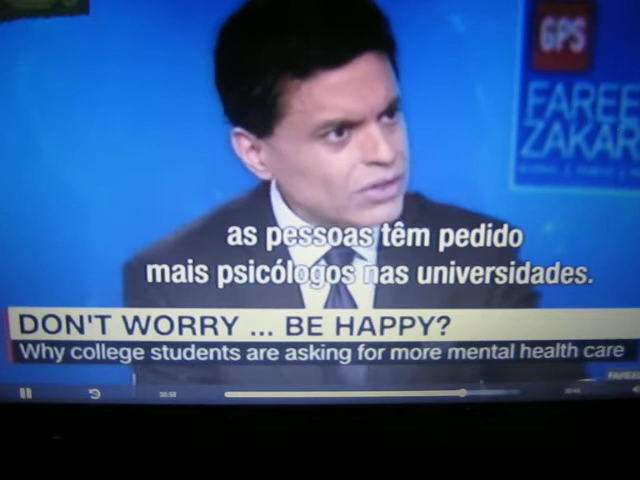 GPS
FAREE
ZAKAR
as pessoas têm pedido
mais psicólogos nas universidades.
DON'T WORRY ... BE HAPPY?
Why college students are asking for more mental health care